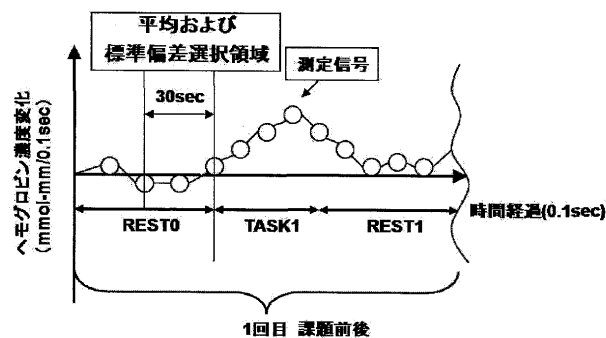 平均および
標準偏差選択領域
測定信号
30sec
ヘモグロビン濃度変化
(mmol-mm/0.1sec)
REST0
TASK1
REST1
時間経過(0.1sec)
1回目 課題前後